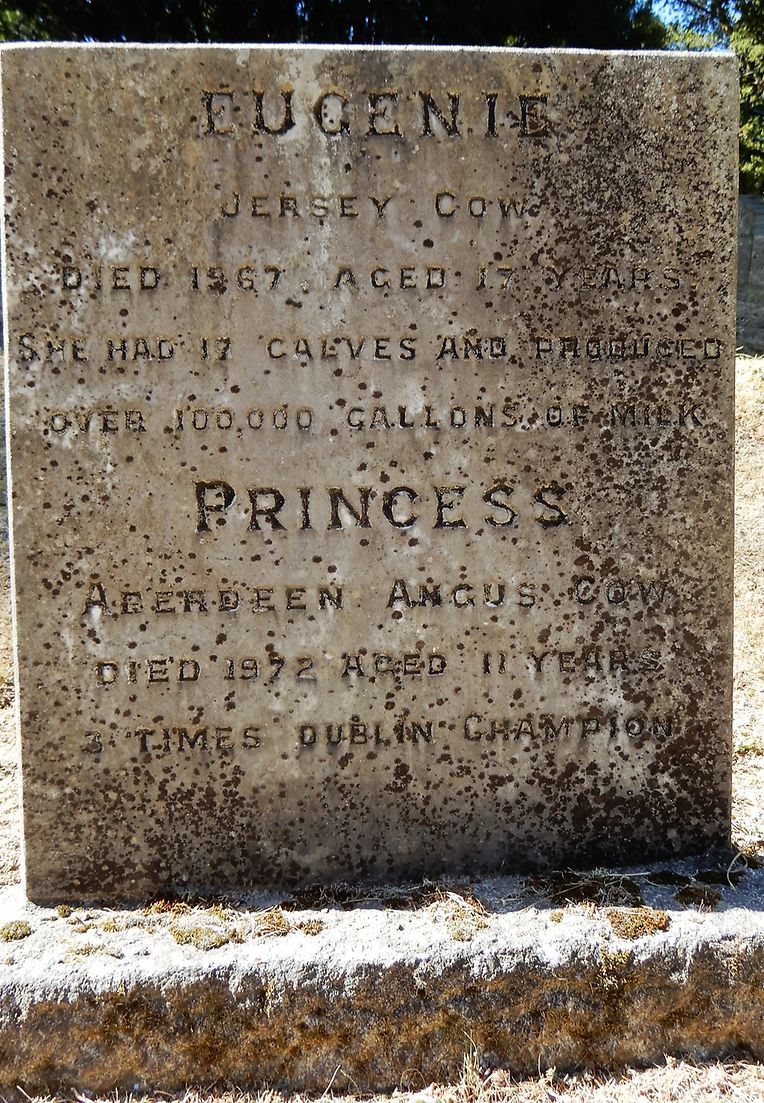 EUGENIE
JERSEY COW
DIED 1967. AGED 17 YEARS
SHE HAD 17 CALVES AND PRODUCED
OVER 100,000 GALLONS OF MILK
PRINCESS
ABERDEEN ANGUS COW
DIED 1972 AGED 11 YEARS
3 TIMES DUBLIN CHAMPION